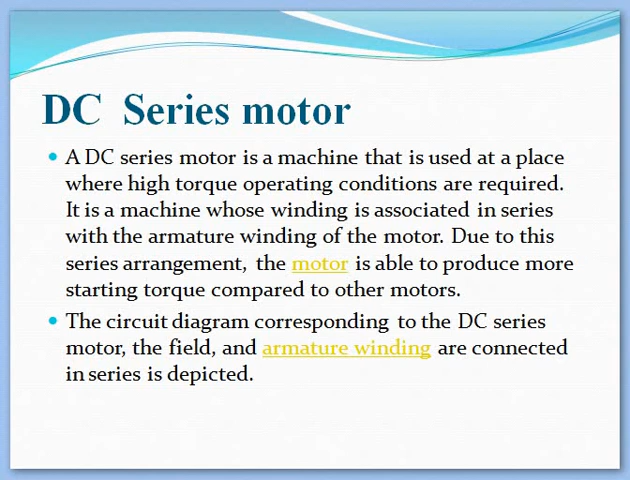 DC Series motor
• A DC series motor is a machine that is used at a place
where high torque operating conditions are required.
It is a machine whose winding is associated in series
with the armature winding of the motor. Due to this
series arrangement, the motor is able to produce more
starting torque compared to other motors.
• The circuit diagram corresponding to the DC series
motor, the field, and armature winding are connected
in series is depicted.